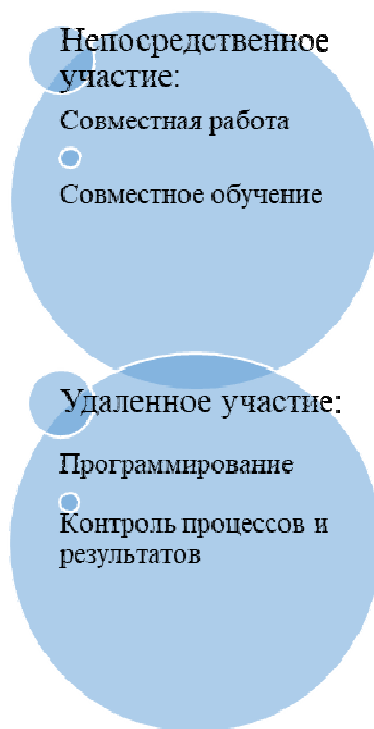 Непосредственное
участие:
Совместная работа
Совместное обучение
Удаленное участие:
Программирование
Контроль процессов и
результатов